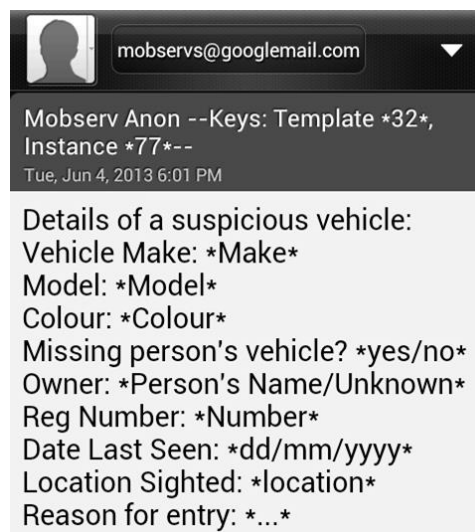 mobservs@googlemail.com
Mobserv Anon --Keys: Template *32*,
Instance *77*--
Tue, Jun 4, 2013 6:01 PM
Details of a suspicious vehicle:
Vehicle Make: *Make*
Model: *Model*
Colour: *Colour*
Missing person's vehicle? *yes/no*
Owner: *Person's Name/Unknown*
Reg Number: *Number*
Date Last Seen: *dd/mm/yyyy*
Location Sighted: *location*
Reason for entry: *...*